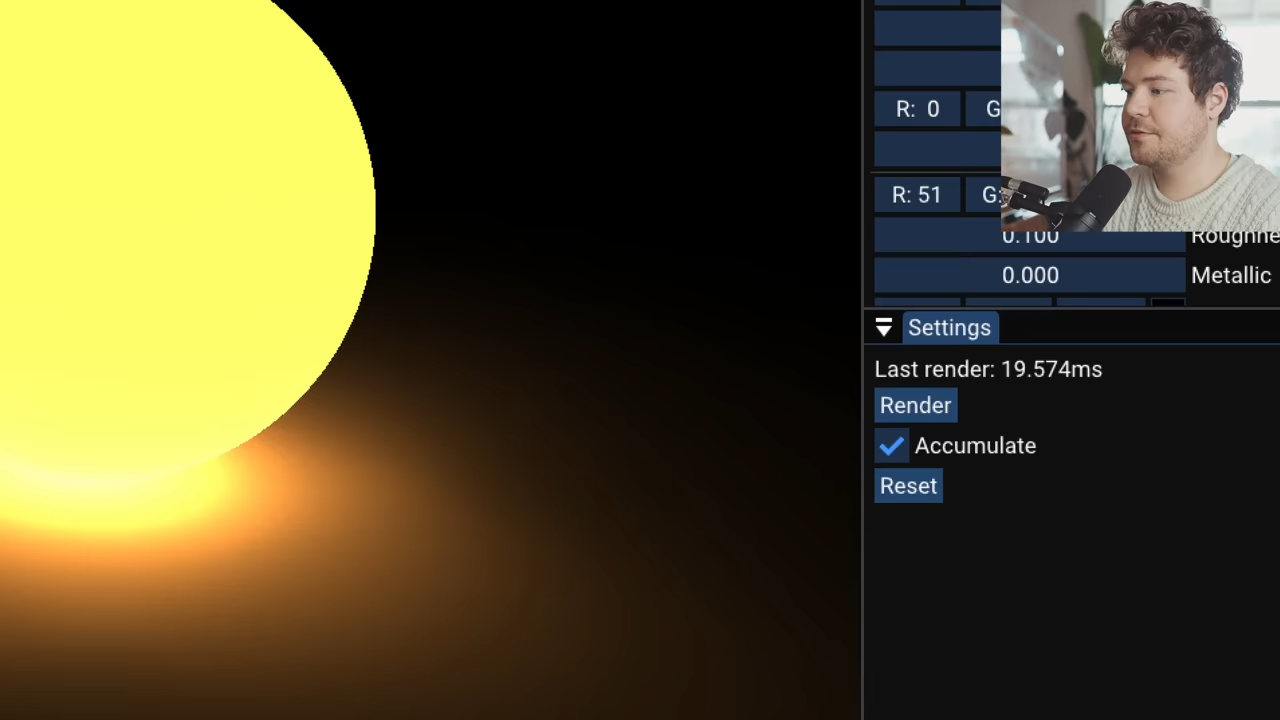 R: 0 G
R: 51 G:
0.100 Roughne
0.000 Metallic
Settings
Last render: 19.574ms
Render
Accumulate
Reset